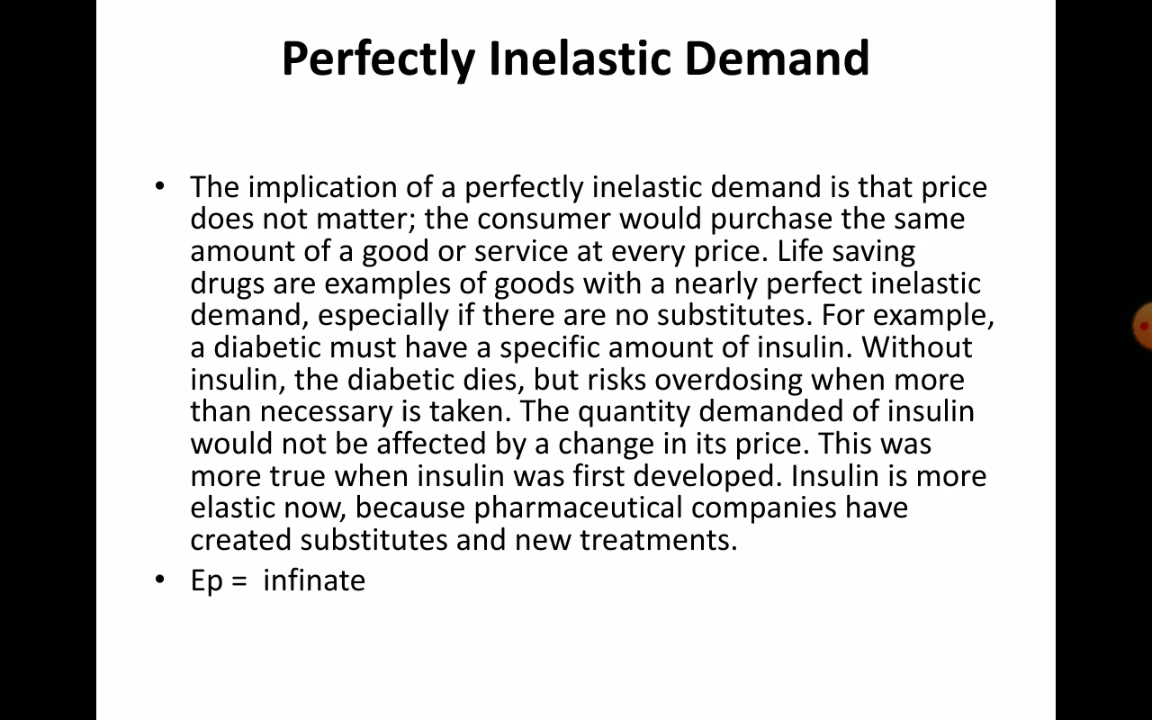 Perfectly Inelastic Demand
• The implication of a perfectly inelastic demand is that price
does not matter; the consumer would purchase the same
amount of a good or service at every price. Life saving
drugs are examples of goods with a nearly perfect inelastic
demand, especially if there are no substitutes. For example,
a diabetic must have a specific amount of insulin. Without
insulin, the diabetic dies, but risks overdosing when more
than necessary is taken. The quantity demanded of insulin
would not be affected by a change in its price. This was
more true when insulin was first developed. Insulin is more
elastic now, because pharmaceutical companies have
created substitutes and new treatments.
• Ep = infinate